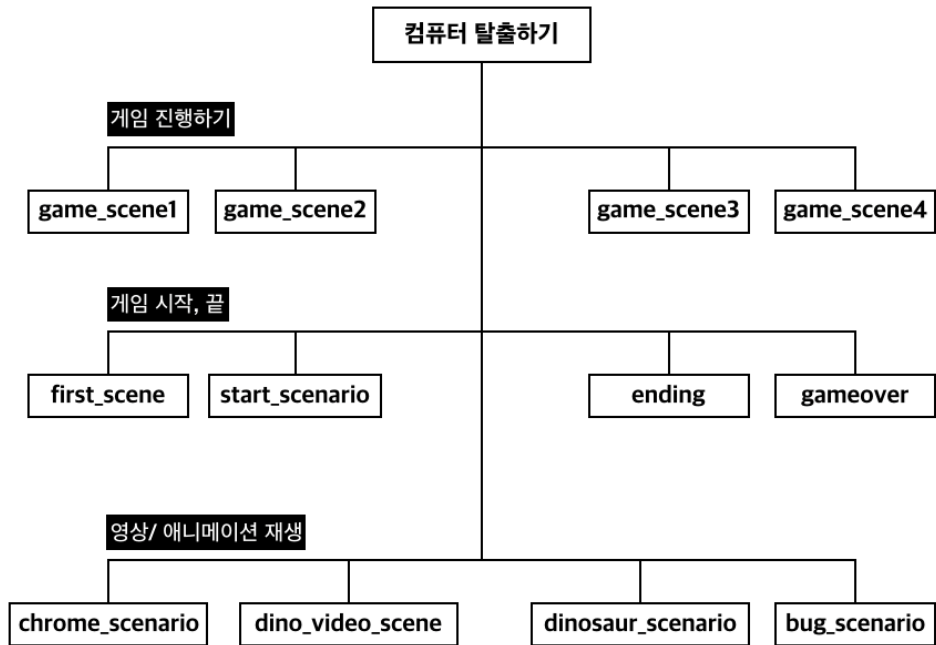 컴퓨터 탈출하기
게임 진행하기
game_scene1
game_scene2
game_scene3
game_scene4
게임 시작, 끝
first_scene
start_scenario
ending
gameover
영상/ 애니메이션 재생
chrome_scenario
dino_video_scene
dinosaur_scenario
bug_scenario